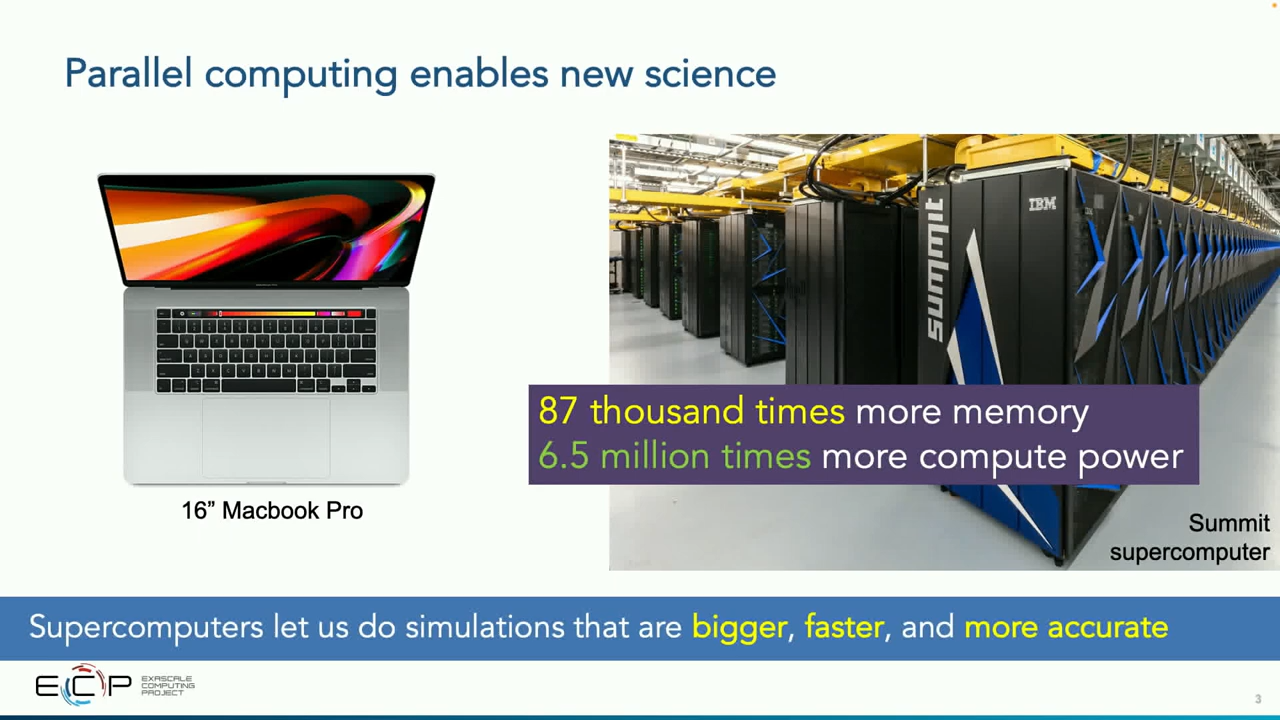 Parallel computing enables new science
summit
IBM
87 thousand times more memory
6.5 million times more compute power
16” Macbook Pro
Summit
supercomputer
Supercomputers let us do simulations that are bigger, faster, and more accurate
ECP
EXASCALE
COMPUTING
PROJECT
3